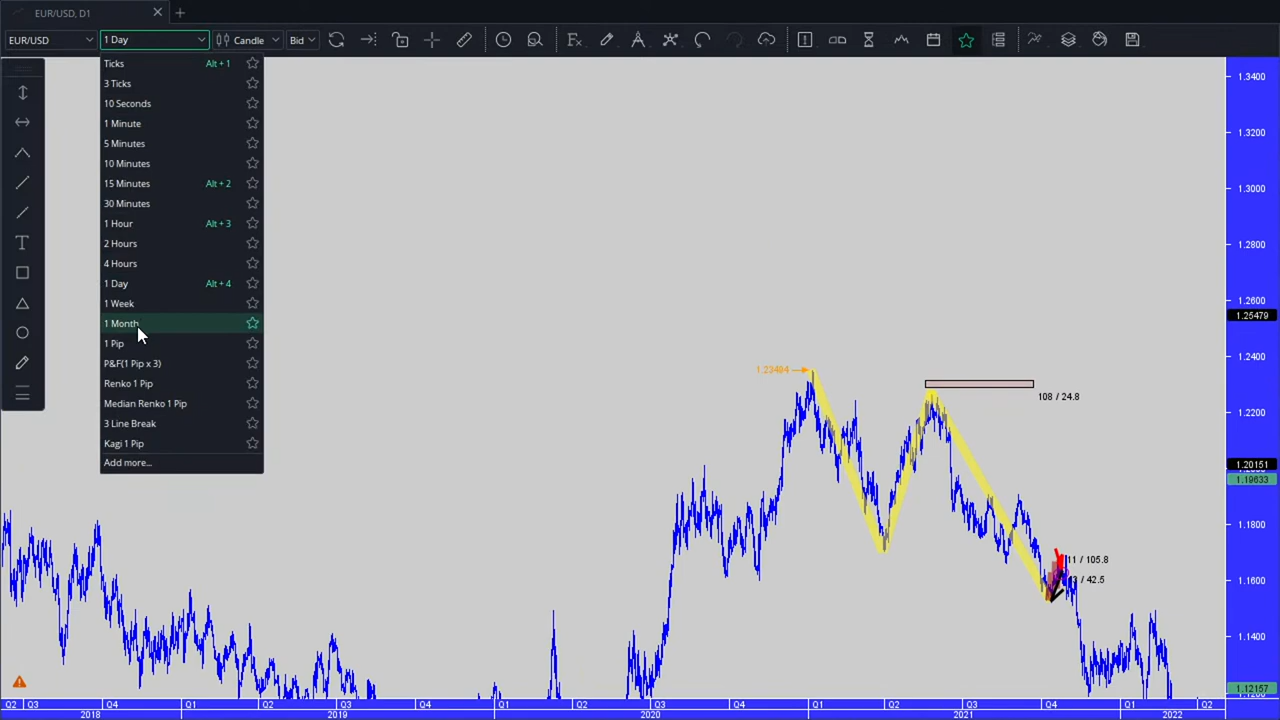 EUR/USD, D1
EUR/USD
1 Day
Candle
Bid
Ticks Alt + 1
3 Ticks
10 Seconds
1 Minute
5 Minutes
10 Minutes
15 Minutes Alt + 2
30 Minutes
1 Hour Alt + 3
2 Hours
4 Hours
1 Day Alt + 4
1 Week
1 Month
1 Pip
P&F(1 Pip x 3)
Renko 1 Pip
Median Renko 1 Pip
3 Line Break
Kagi 1 Pip
Add more...
1.23494
108 / 24.8
11 / 105.8
/ 42.5
1.3400
1.3200
1.3000
1.2800
1.2600
1.25479
1.2400
1.2200
1.20151
1.19633
1.1800
1.1600
1.1400
1.12157
Q2 Q3 Q1 Q2 Q3 Q1 Q2 Q3 Q4 Q1 Q2 Q3 Q4 Q1 Q2
2018 2019 2020 2021 2022